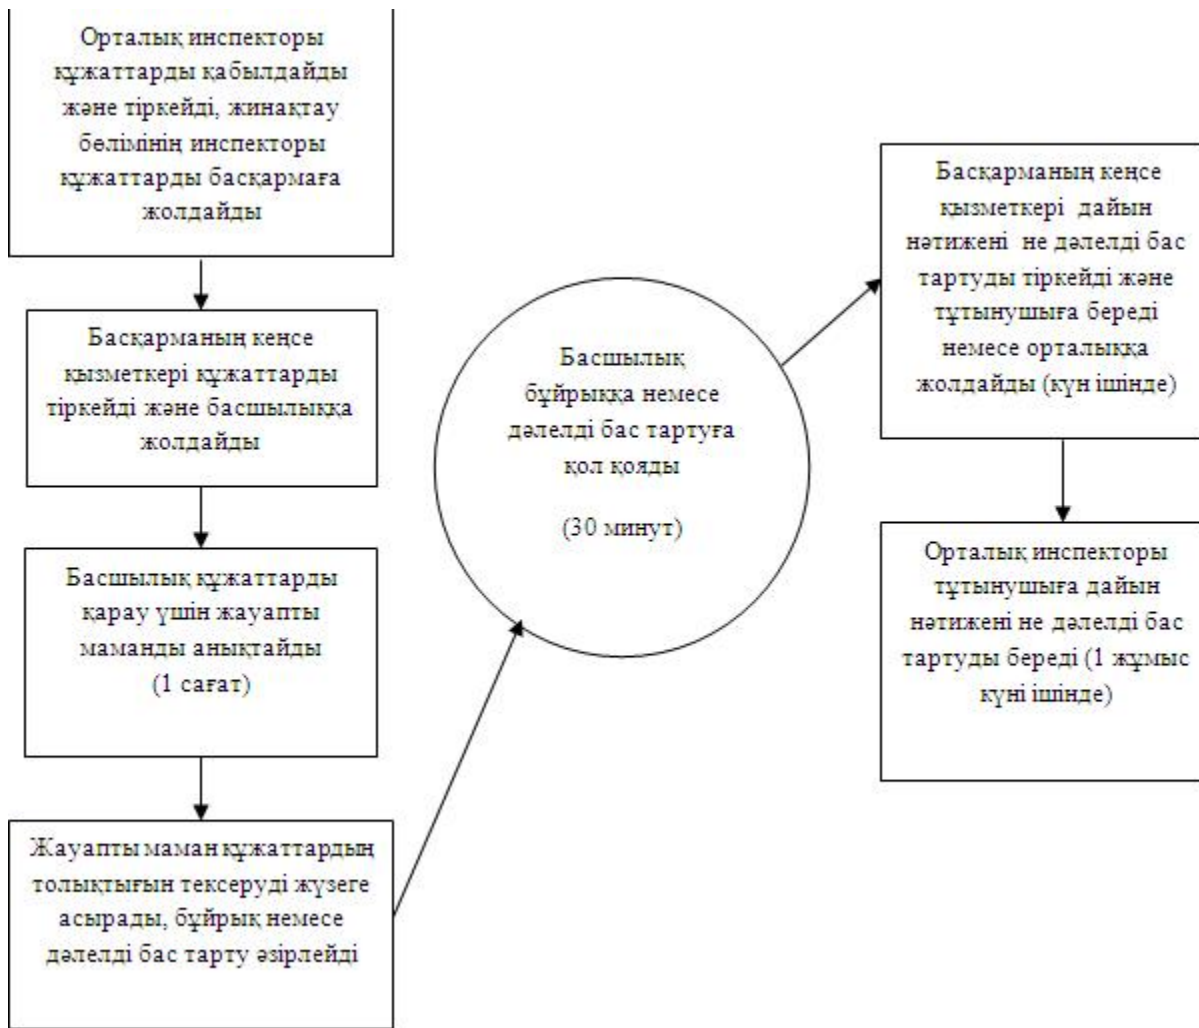 Орталық инспекторы
құжаттарды қабылдайды
және тіркейді, жинақтау
бөлімінің инспекторы
құжаттарды басқармаға
жолдайды
Басқарманың кеңсе
қызметкері құжаттарды
тіркейді және басшылыққа
жолдайды
Басшылық құжаттарды
қарау үшін жауапты
маманды анықтайды
(1 сағат)
Жауапты маман құжаттардың
толықтығын тексеруді жүзеге
асырады, бұйрық немесе
дәлелді бас тарту әзірлейді
Басшылық
бұйрыққа немесе
дәлелді бас тартуға
қол қояды
(30 минут)
Басқарманың кеңсе
қызметкері дайын
нәтижені не дәлелді бас
тартуды тіркейді және
тұтынушыға береді
немесе орталыққа
жолдайды (күн ішінде)
Орталық инспекторы
тұтынушыға дайын
нәтижені не дәлелді бас
тартуды береді (1 жұмыс
күні ішінде)